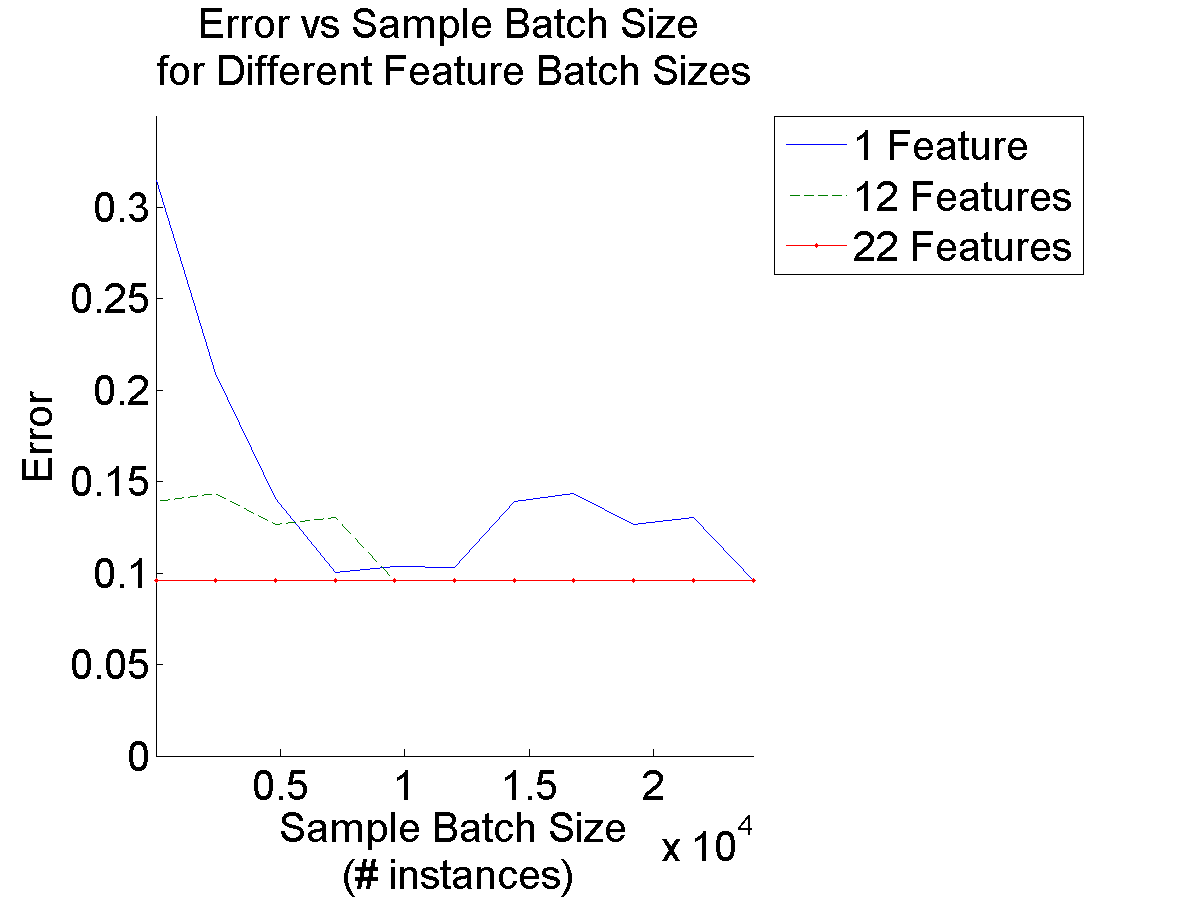 Error vs Sample Batch Size
for Different Feature Batch Sizes
1 Feature
12 Features
22 Features
0.3
0.25
0.2
0.15
0.1
0.05
0
Error
0.5
1
1.5
2
x 10^4
Sample Batch Size
(# instances)